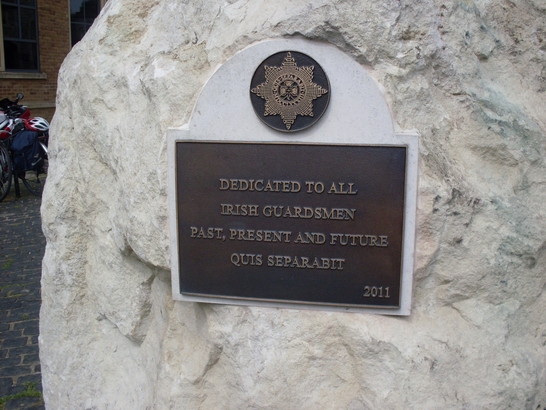 DEDICATED TO ALL
IRISH GUARDSMEN
PAST, PRESENT AND FUTURE
QUIS SEPARABIT
2011